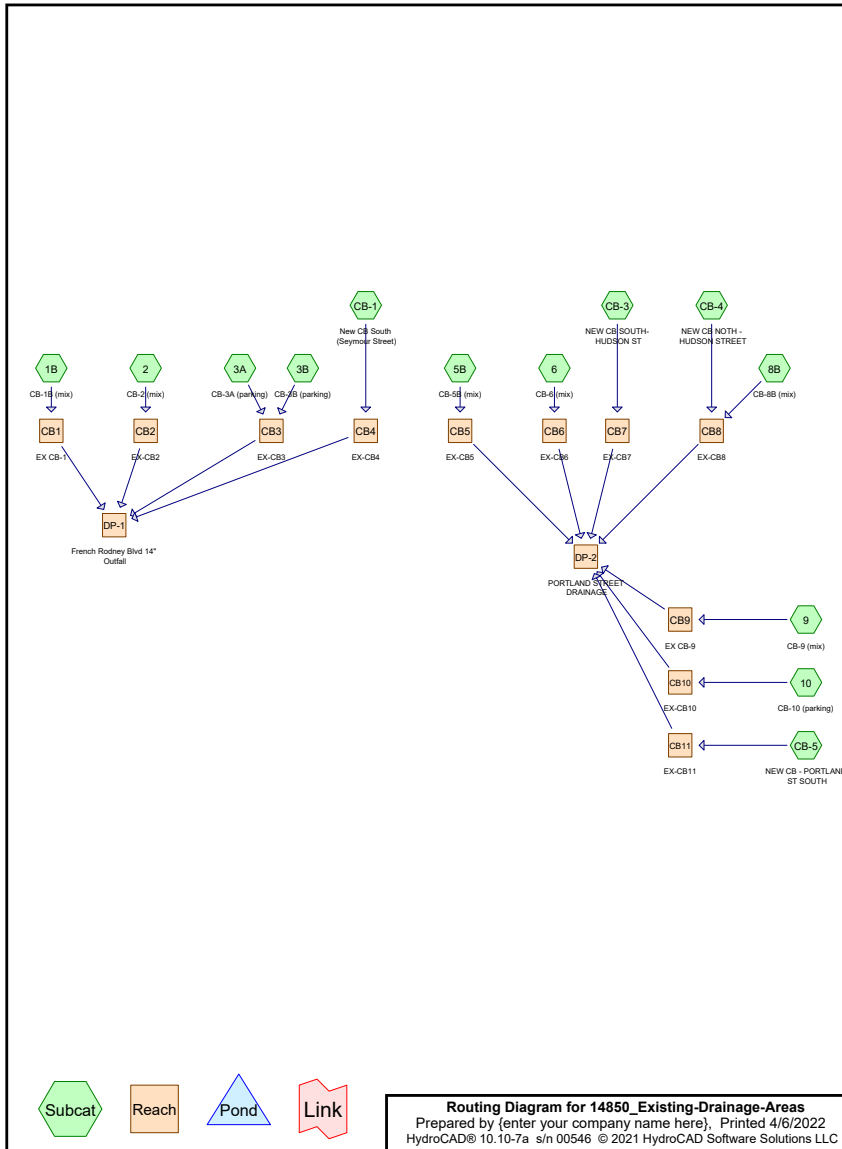 CB-1
New CB South
(Seymour Street)
CB-3
NEW CB SOUTH-
HUDSON ST
CB-4
NEW CB NOTH -
HUDSON STREET
1B
CB-1B (mix)
2
CB-2 (mix)
3A
CB-3A (parking)
3B
CB-3B (parking)
5B
CB-5B (mix)
6
CB-6 (mix)
8B
CB-8B (mix)
CB1
EX CB-1
CB2
EX-CB2
CB3
EX-CB3
CB4
EX-CB4
CB5
EX-CB5
CB6
EX-CB6
CB7
EX-CB7
CB8
EX-CB8
DP-1
French Rodney Blvd 14"
Outfall
DP-2
PORTLAND STREET
DRAINAGE
CB9
EX CB-9
9
CB-9 (mix)
CB10
EX-CB10
10
CB-10 (parking)
CB11
EX-CB11
CB-5
NEW CB - PORTLAND
ST SOUTH
Subcat
Reach
Pond
Link
Routing Diagram for 14850_Existing-Drainage-Areas
Prepared by {enter your company name here}, Printed 4/6/2022
HydroCAD® 10.10-7a s/n 00546 © 2021 HydroCAD Software Solutions LLC